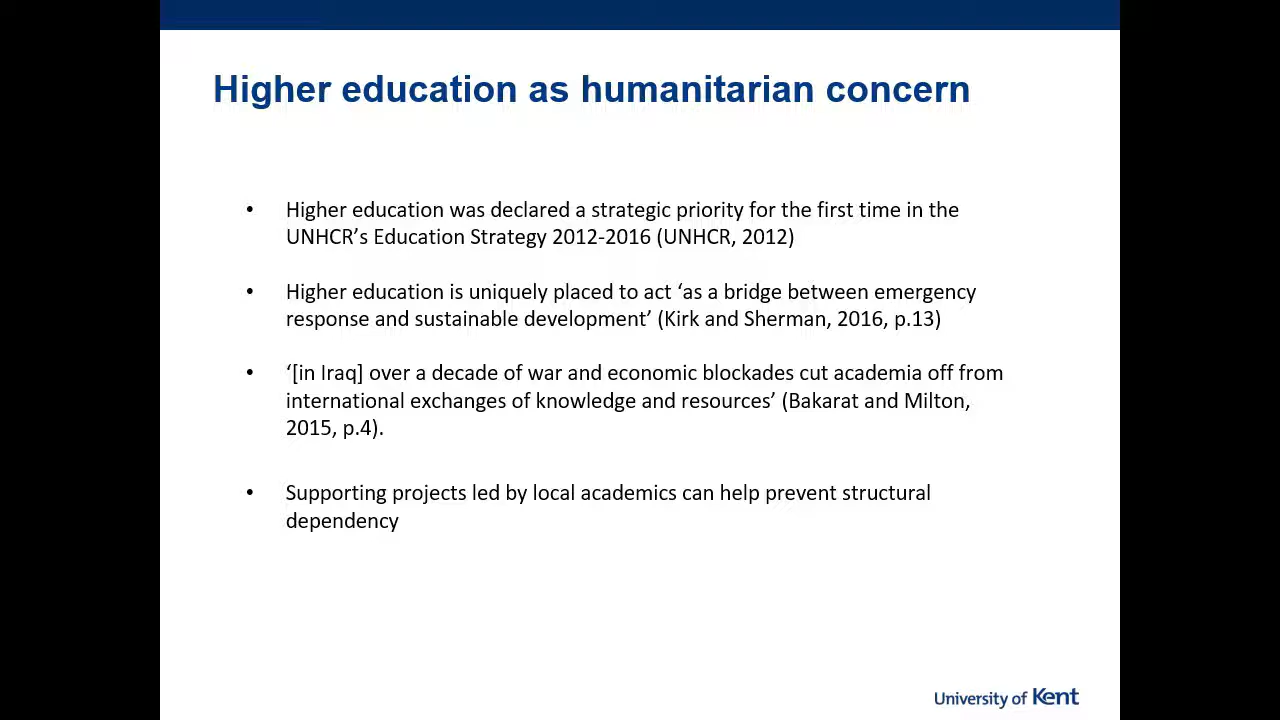 Higher education as humanitarian concern
• Higher education was declared a strategic priority for the first time in the
UNHCR’s Education Strategy 2012-2016 (UNHCR, 2012)
• Higher education is uniquely placed to act ‘as a bridge between emergency
response and sustainable development’ (Kirk and Sherman, 2016, p.13)
• ‘[in Iraq] over a decade of war and economic blockades cut academia off from
international exchanges of knowledge and resources’ (Bakarat and Milton,
2015, p.4).
• Supporting projects led by local academics can help prevent structural
dependency
University of Kent